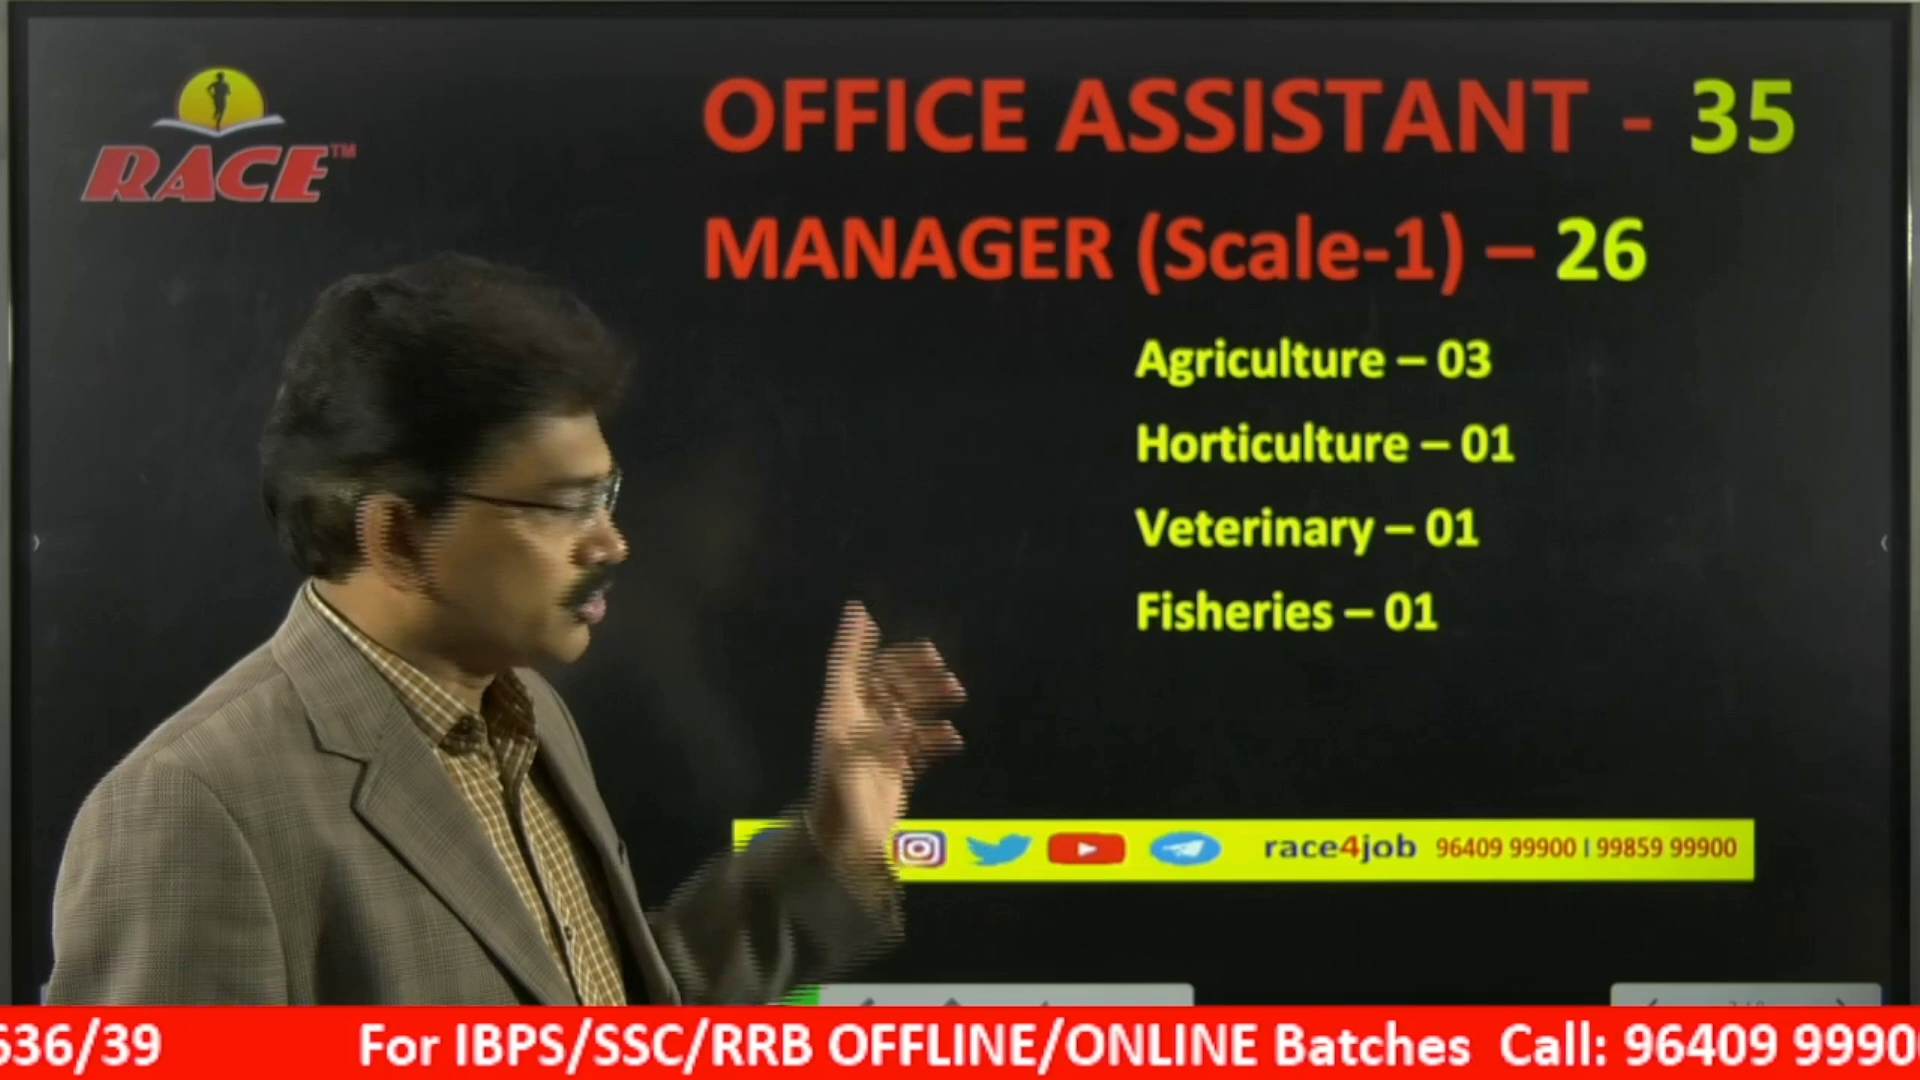 RACE™
OFFICE ASSISTANT - 35
MANAGER (Scale-1) – 26
Agriculture – 03
Horticulture – 01
Veterinary – 01
Fisheries – 01
race4job 96409 99900 | 99859 99900
636/39 For IBPS/SSC/RRB OFFLINE/ONLINE Batches Call: 96409 9990